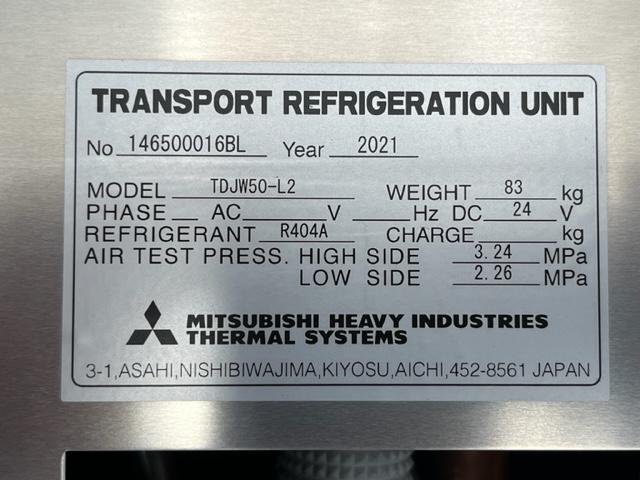 TRANSPORT REFRIGERATION UNIT
No 146500016BL Year 2021
MODEL TDJW50-L2 WEIGHT 83 kg
PHASE AC V Hz DC 24 V
REFRIGERANT R404A CHARGE kg
AIR TEST PRESS. HIGH SIDE 3.24 MPa
LOW SIDE 2.26 MPa
MITSUBISHI HEAVY INDUSTRIES
THERMAL SYSTEMS
3-1,ASAHI,NISHIBIWAJIMA,KIYOSU,AICHI,452-8561 JAPAN